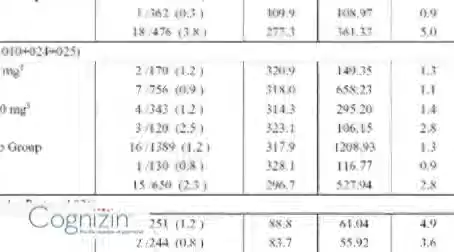 1/362 (0.3) 109.9 108.97 0.9
18/476 (3.8) 277.3 361.37 5.0
010+024+025)
mg 2/170 (1.2) 320.9 149.35 1.3
7/756 (0.9) 318.0 658.23 1.1
0 mg 4/343 (1.2) 314.3 295.20 1.4
3/120 (2.5) 323.1 106.15 2.8
Group 16/1389 (1.2) 317.9 1208.93 1.3
1/130 (0.8) 328.1 116.77 0.9
15/650 (2.3) 296.7 527.94 2.8
Cognizin 251 (1.2) 88.8 61.04 4.9
2/244 (0.8) 83.7 55.92 3.6